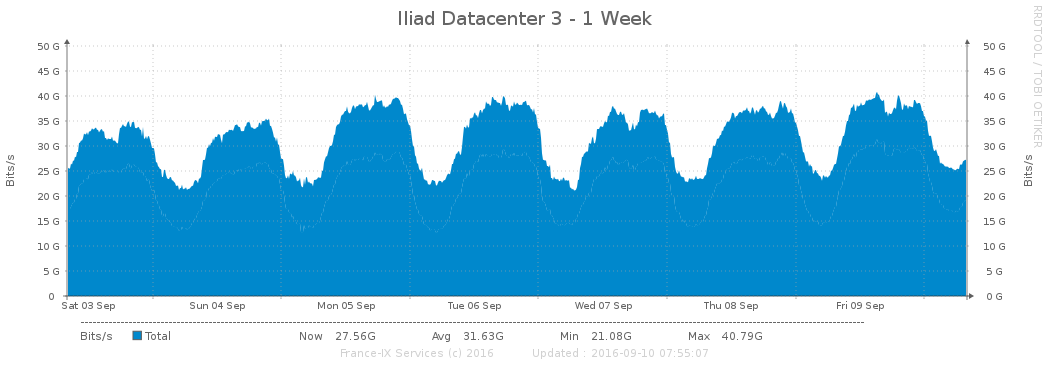 Iliad Datacenter 3 - 1 Week
RRDTOOL / TOBI OETIKER
Bits/s
50 G
45 G
40 G
35 G
30 G
25 G
20 G
15 G
10 G
5 G
0
50 G
45 G
40 G
35 G
30 G
25 G
20 G
15 G
10 G
5 G
0 G
Bits/s
Sat 03 Sep Sun 04 Sep Mon 05 Sep Tue 06 Sep Wed 07 Sep Thu 08 Sep Fri 09 Sep
Bits/s Total Now 27.56G Avg 31.63G Min 21.08G Max 40.79G
France-IX Services (c) 2016 Updated : 2016-09-10 07:55:07